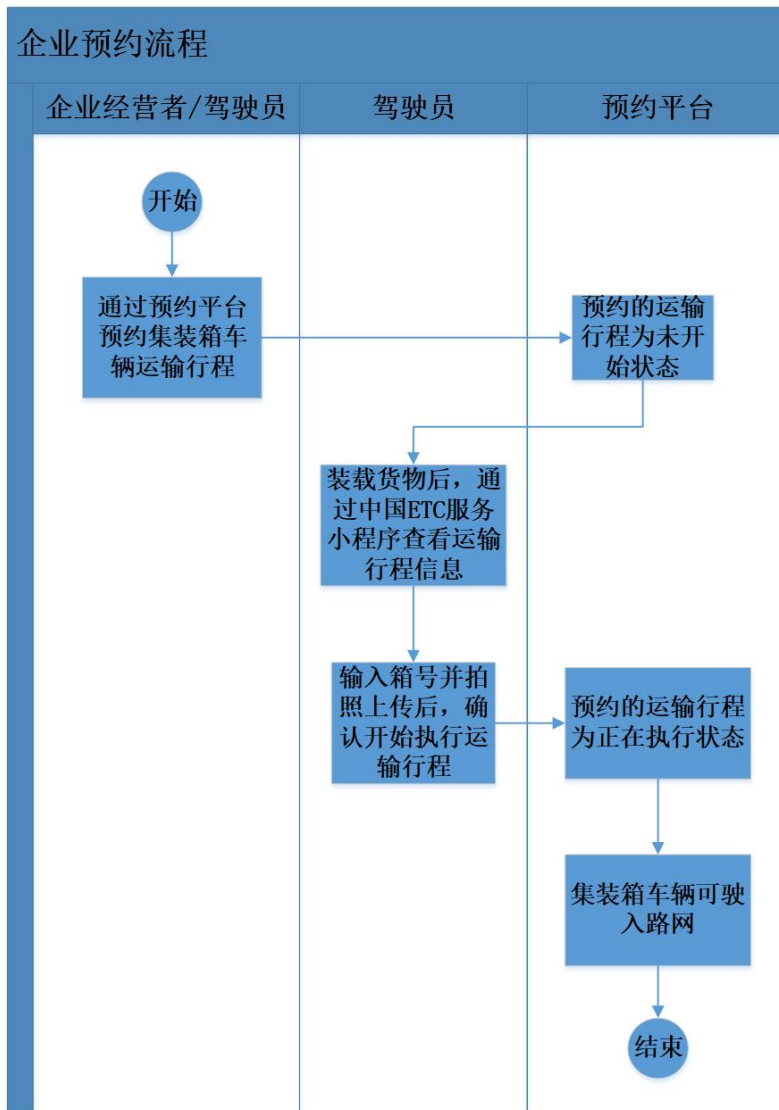 企业预约流程
企业经营者/驾驶员
驾驶员
预约平台
开始
通过预约平台
预约集装箱车
辆运输行程
预约的运输
行程为未开
始状态
装载货物后，通
过中国ETC服务
小程序查看运输
行程信息
输入箱号并拍
照上传后，确
认开始执行运
输行程
预约的运输行程
为正在执行状态
集装箱车辆可驶
入路网
结束